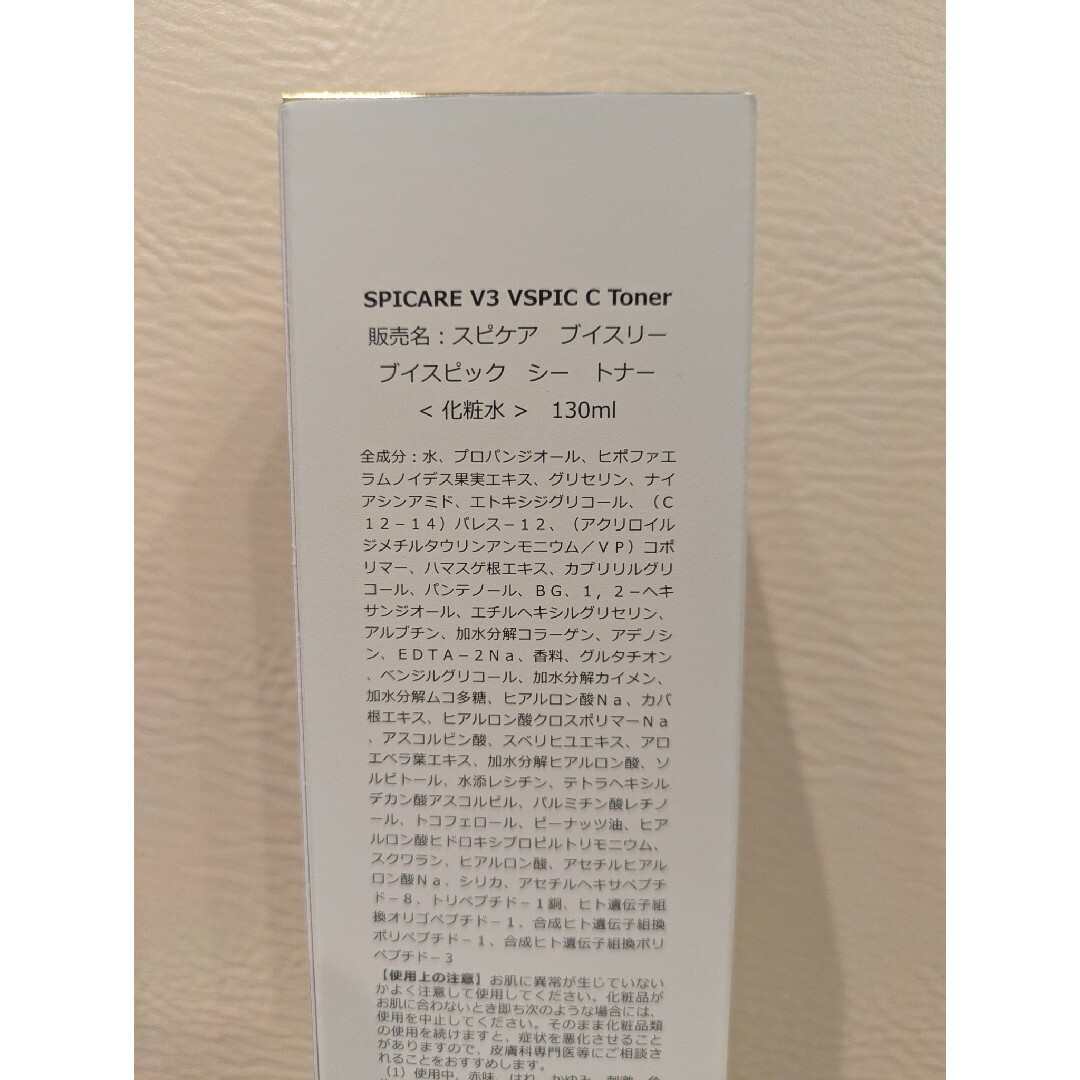 SPICARE V3 VSPIC C Toner
販売名：スピケア　ブイスリー
ブイスピック　シー　トナー
＜化粧水＞　130ml
全成分：水、プロパンジオール、ヒポファエ
ラムノイデス果実エキス、グリセリン、ナイ
アシンアミド、エトキシジグリコール、（Ｃ
１２－１４）パレス－１２、（アクリロイル
ジメチルタウリンアンモニウム／ＶＰ）コポ
リマー、ハマスゲ根エキス、カプリリルグリ
コール、パンテノール、ＢＧ、１，２－ヘキ
サンジオール、エチルヘキシルグリセリン、
アルブチン、加水分解コラーゲン、アデノシ
ン、ＥＤＴＡ－２Ｎａ、香料、グルタチオン
、ベンジルグリコール、加水分解カイメン、
加水分解ムコ多糖、ヒアルロン酸Ｎａ、カバ
根エキス、ヒアルロン酸クロスポリマーＮａ
、アスコルビン酸、スベリヒユエキス、アロ
エベラ葉エキス、加水分解ヒアルロン酸、ソ
ルビトール、水添レシチン、テトラヘキシル
デカン酸アスコルビル、パルミチン酸レチノ
ール、トコフェロール、ピーナッツ油、ヒア
ルロン酸ヒドロキシプロピルトリモニウム、
スクワラン、ヒアルロン酸、アセチルヒアル
ロン酸Ｎａ、シリカ、アセチルヘキサペプチ
ド－８、トリペプチド－１銅、ヒト遺伝子組
換オリゴペプチド－１、合成ヒト遺伝子組換
ポリペプチド－１、合成ヒト遺伝子組換ポリ
ペプチド－３
【使用上の注意】お肌に異常が生じていない
かよく注意して使用してください。化粧品が
お肌に合わないとき即ち次のような場合には、
使用を中止してください。そのまま化粧品類
の使用を続けますと、症状を悪化させること
がありますので、皮膚科専門医等にご相談さ
れることをおすすめします。
（1）使用中、赤味、はれ、かゆみ、刺激、色